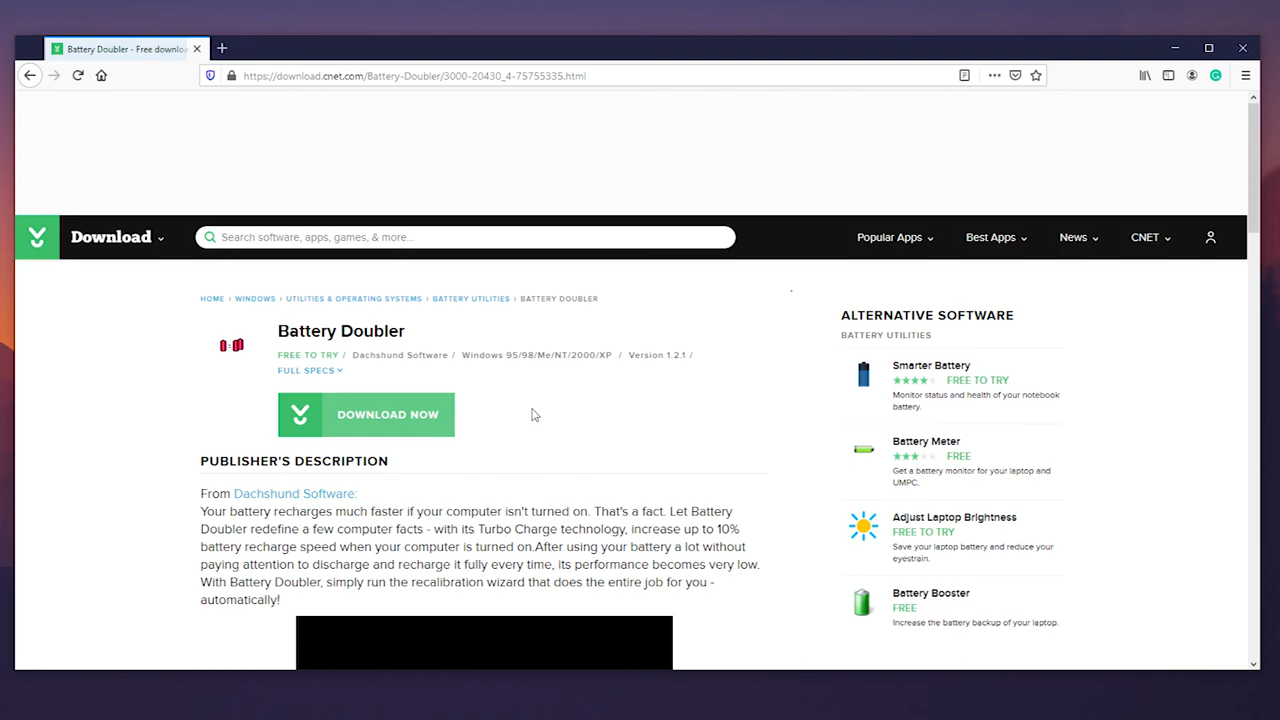 Battery Doubler - Free downloa
https://download.cnet.com/Battery-Doubler/3000-20430_4-75755335.html
Download
Search software, apps, games, & more...
Popular Apps
Best Apps
News
CNET
HOME › WINDOWS › UTILITIES & OPERATING SYSTEMS › BATTERY UTILITIES › BATTERY DOUBLER
Battery Doubler
FREE TO TRY / Dachshund Software / Windows 95/98/Me/NT/2000/XP / Version 1.2.1 /
FULL SPECS
DOWNLOAD NOW
PUBLISHER'S DESCRIPTION
From Dachshund Software:
Your battery recharges much faster if your computer isn't turned on. That's a fact. Let Battery
Doubler redefine a few computer facts - with its Turbo Charge technology, increase up to 10%
battery recharge speed when your computer is turned on.After using your battery a lot without
paying attention to discharge and recharge it fully every time, its performance becomes very low.
With Battery Doubler, simply run the recalibration wizard that does the entire job for you -
automatically!
ALTERNATIVE SOFTWARE
BATTERY UTILITIES
Smarter Battery
FREE TO TRY
Monitor status and health of your notebook
battery.
Battery Meter
FREE
Get a battery monitor for your laptop and
UMPC.
Adjust Laptop Brightness
FREE TO TRY
Save your laptop battery and reduce your
eyestrain.
Battery Booster
FREE
Increase the battery backup of your laptop.